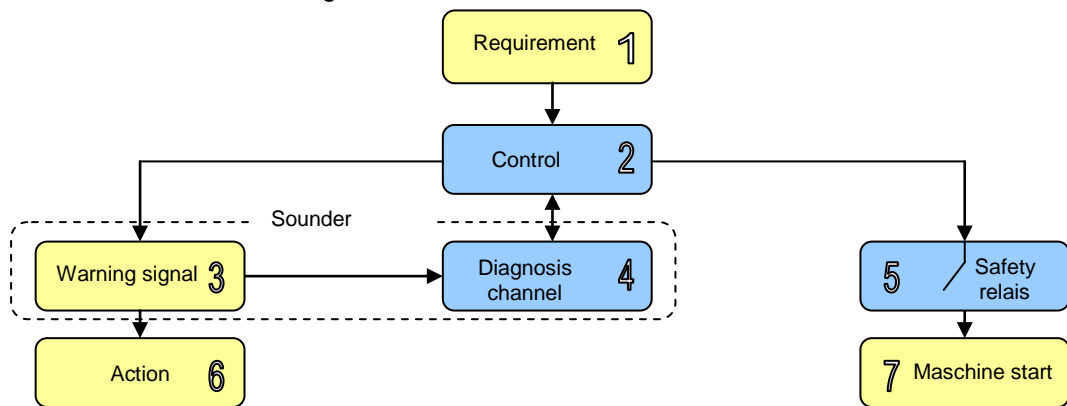 Requirement 1
Control 2
Sounder
Warning signal 3
Diagnosis
channel 4
5 Safety
relais
Action 6
7 Maschine start